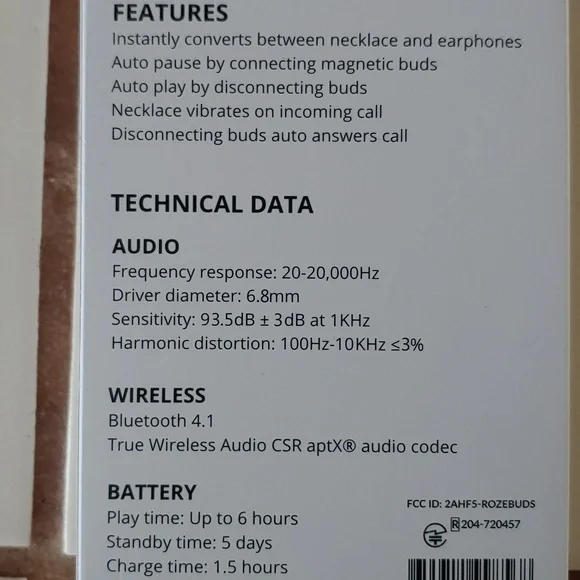 FEATURES
Instantly converts between necklace and earphones
Auto pause by connecting magnetic buds
Auto play by disconnecting buds
Necklace vibrates on incoming call
Disconnecting buds auto answers call
TECHNICAL DATA
AUDIO
Frequency response: 20-20,000Hz
Driver diameter: 6.8mm
Sensitivity: 93.5dB ± 3dB at 1KHz
Harmonic distortion: 100Hz-10KHz ≤3%
WIRELESS
Bluetooth 4.1
True Wireless Audio CSR aptX® audio codec
BATTERY
Play time: Up to 6 hours
Standby time: 5 days
Charge time: 1.5 hours
FCC ID: 2AHF5-ROZEBUDS
R 204-720457